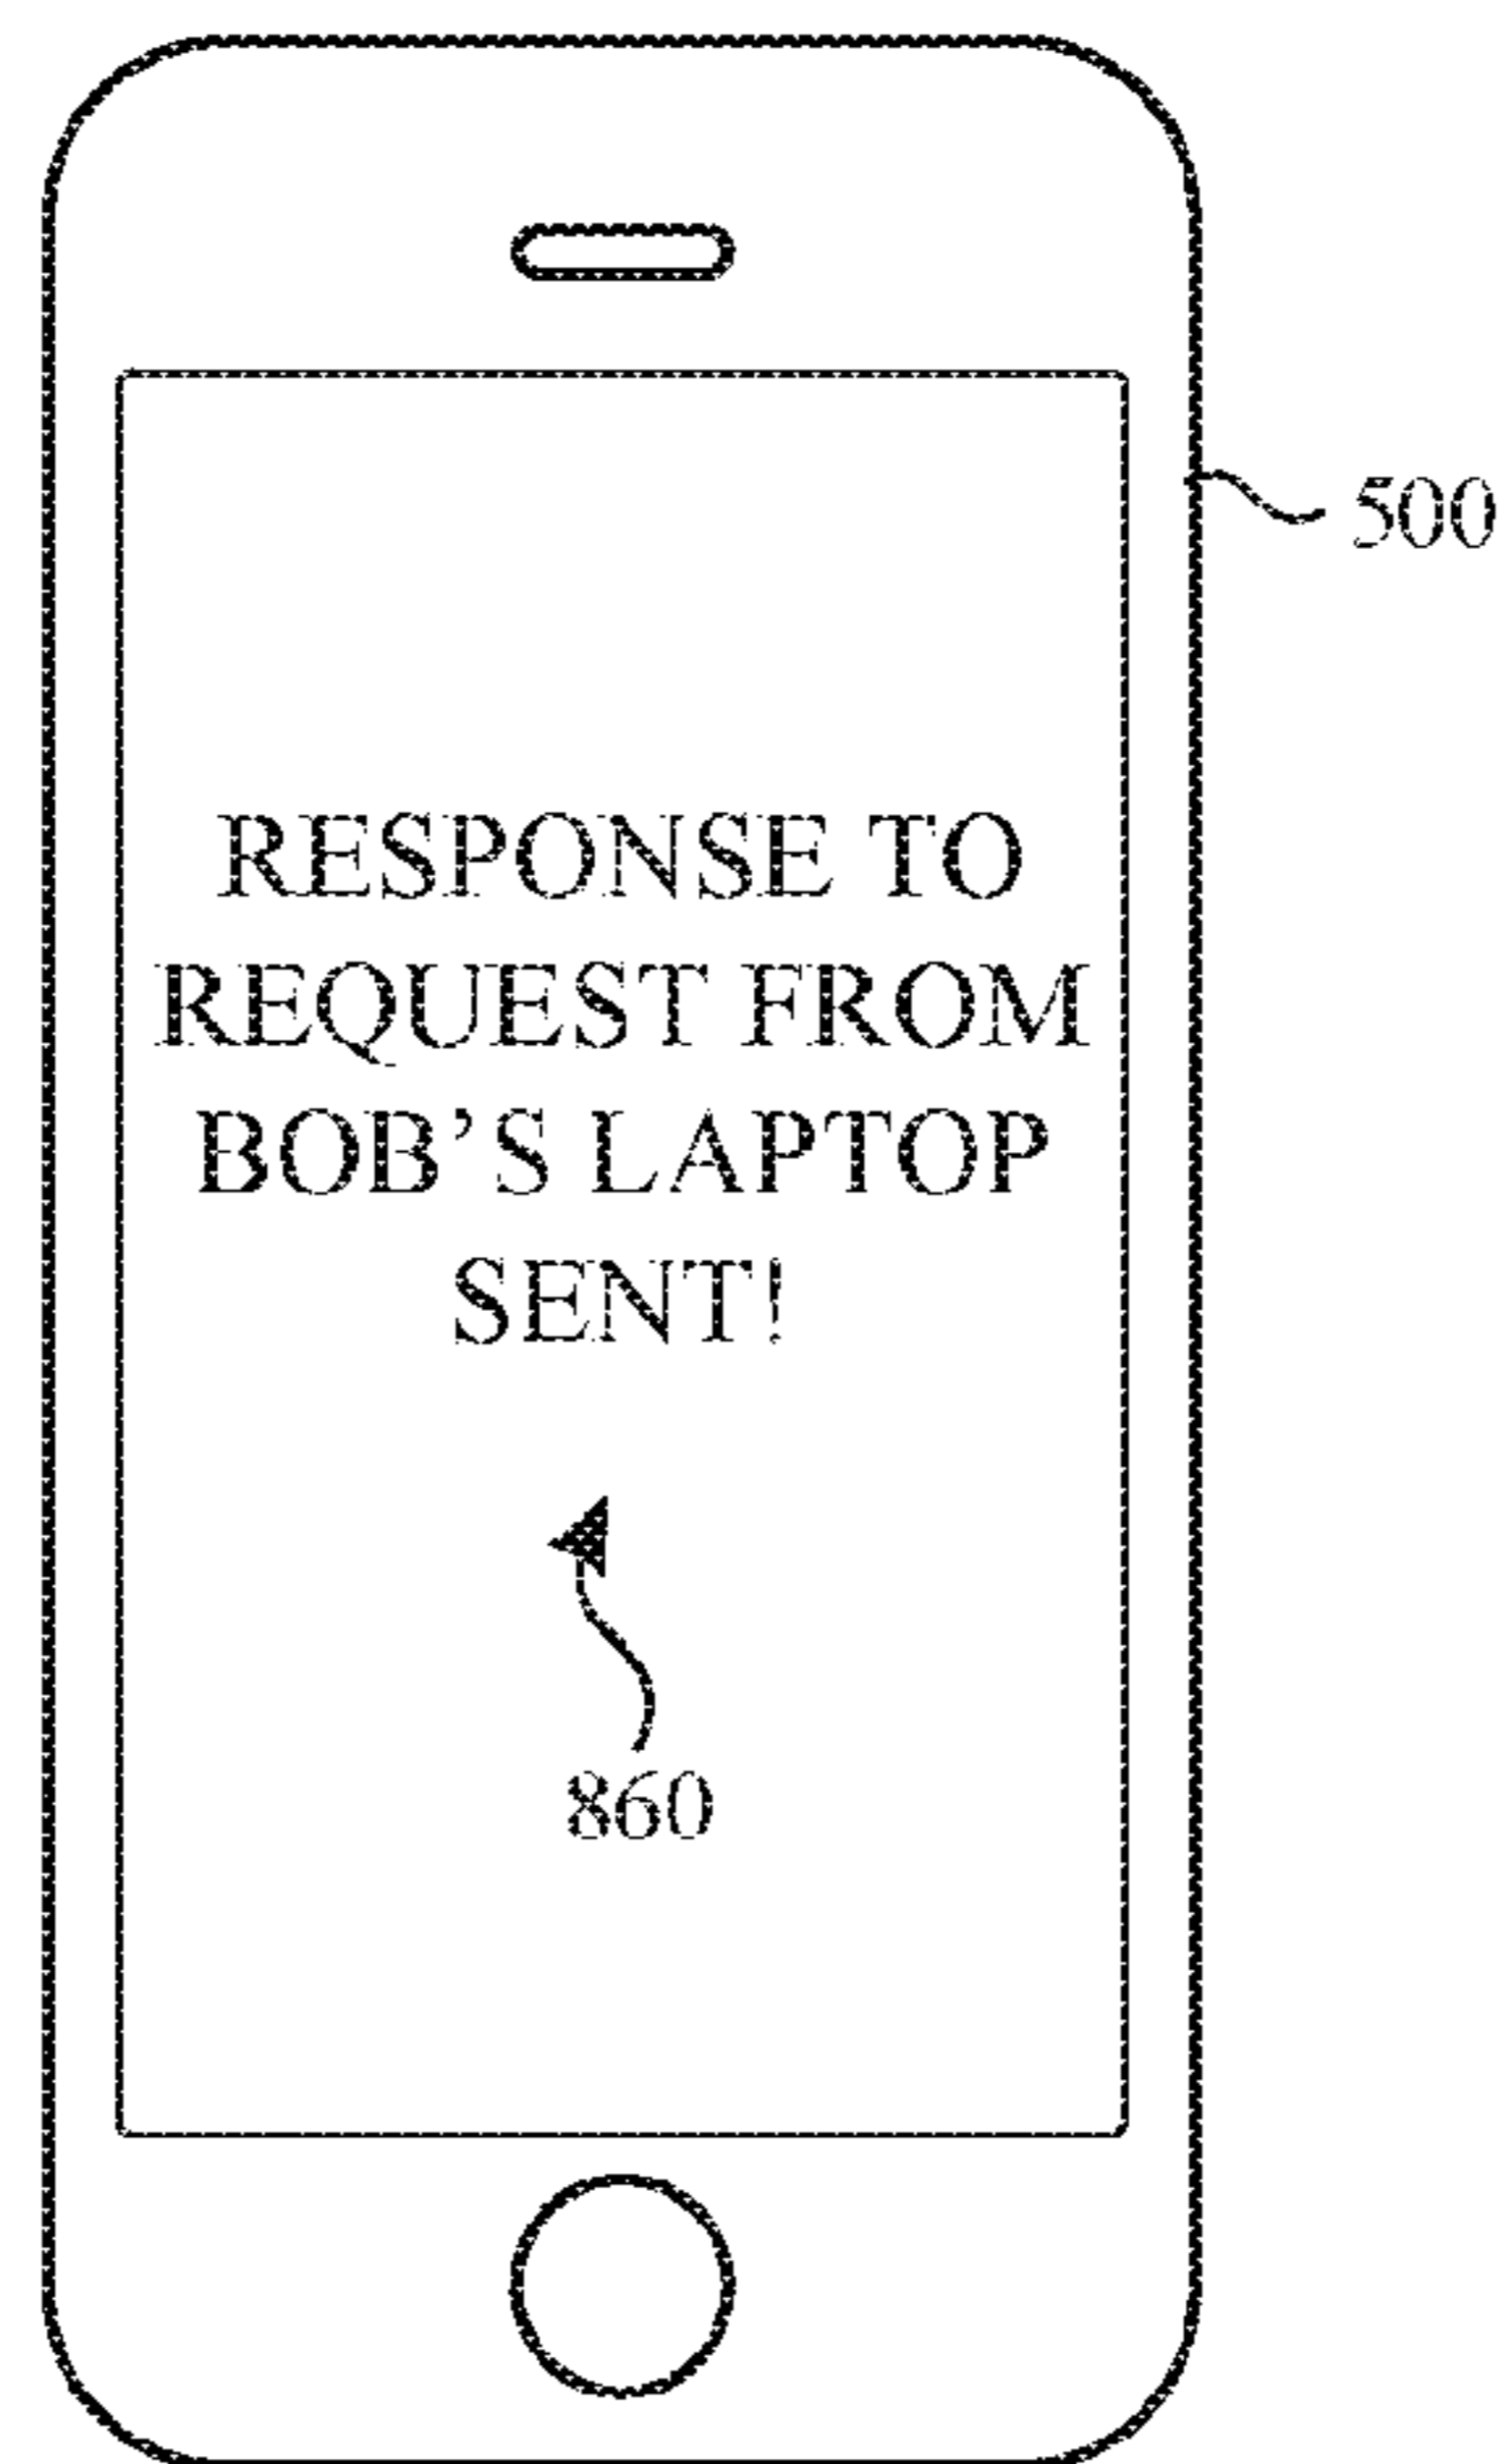 500
RESPONSE TO
REQUEST FROM
BOB’S LAPTOP
SENT!
860